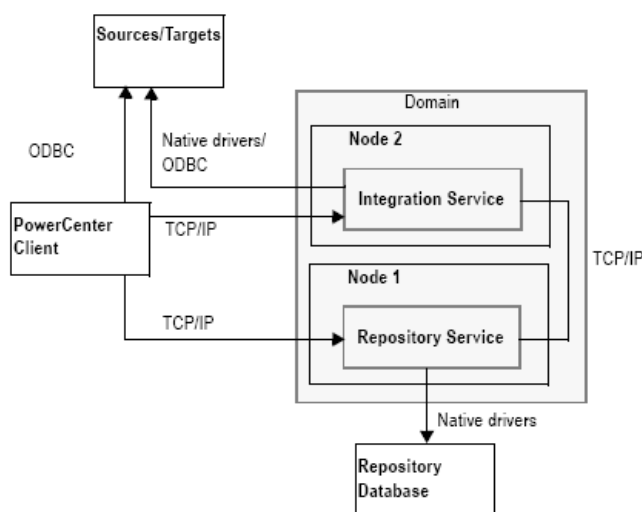 Sources/Targets
Domain
Node 2
Native drivers/
ODBC
ODBC
Integration Service
PowerCenter
Client
TCP/IP
TCP/IP
Node 1
TCP/IP
Repository Service
Native drivers
Repository
Database